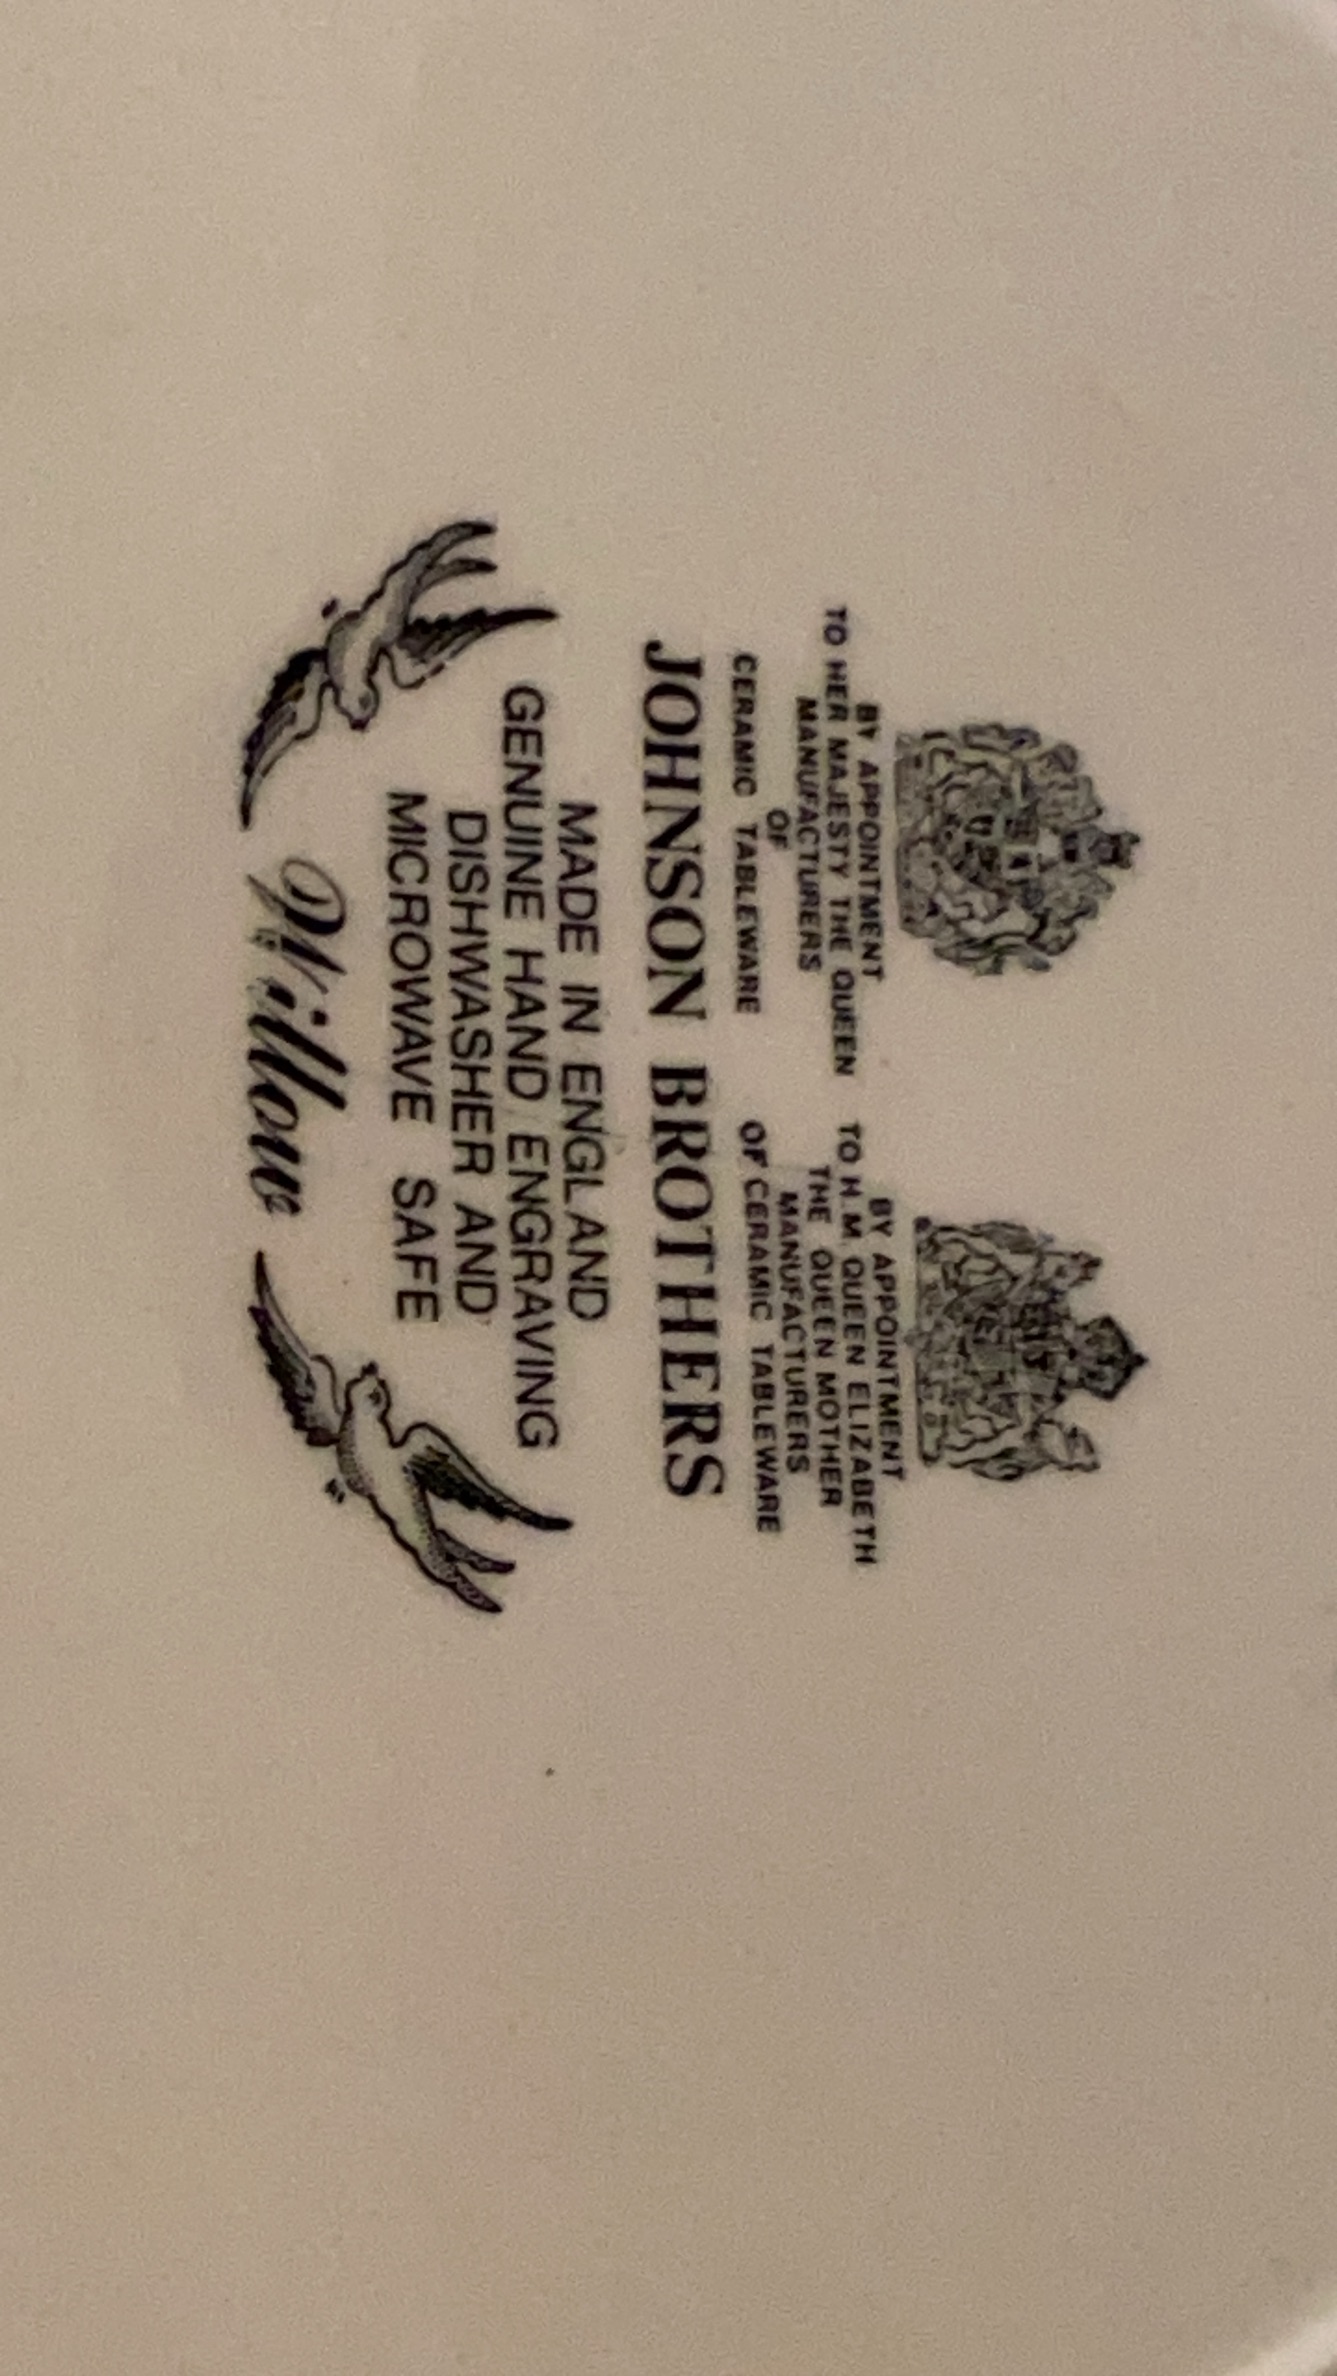 BY APPOINTMENT
TO HER MAJESTY THE QUEEN
MANUFACTURERS
OF
CERAMIC TABLEWARE
BY APPOINTMENT
TO H.M QUEEN ELIZABETH
THE QUEEN MOTHER
MANUFACTURERS
OF CERAMIC TABLEWARE
JOHNSON BROTHERS
MADE IN ENGLAND
GENUINE HAND ENGRAVING
DISHWASHER AND
MICROWAVE SAFE
Willow